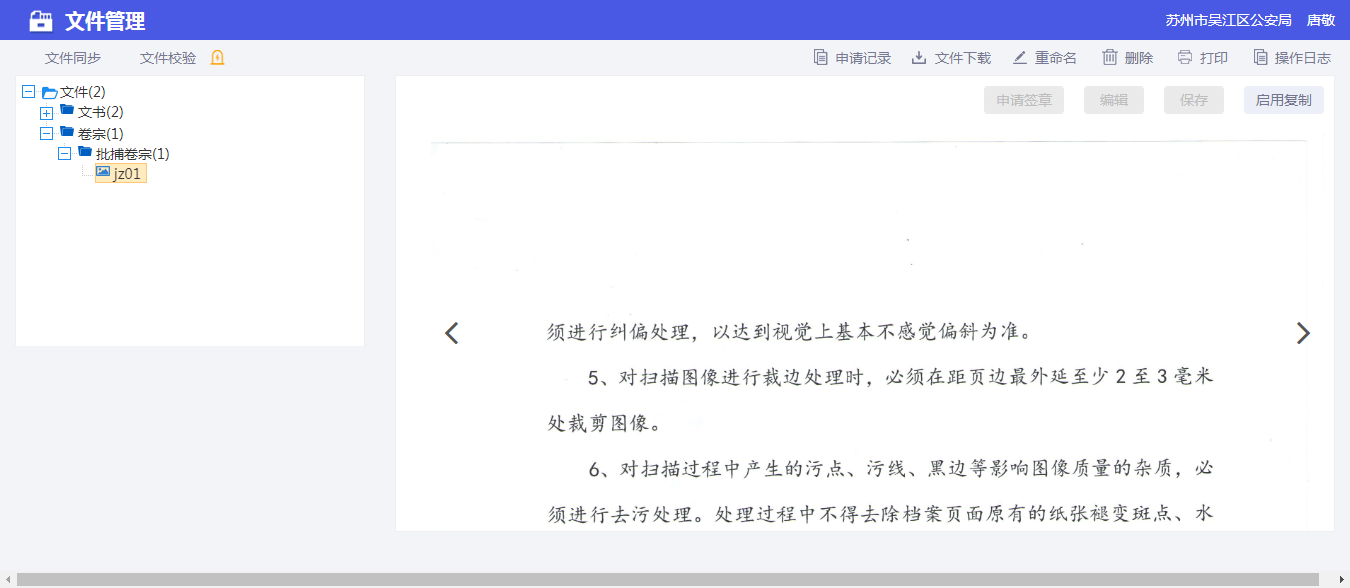 文件管理
苏州市吴江区公安局 唐敬
文件同步 文件校验 申请记录 文件下载 重命名 删除 打印 操作日志
申请签章 编辑 保存 启用复制
文件(2)
文书(2)
卷宗(1)
批捕卷宗(1)
jz01
须进行纠偏处理，以达到视觉上基本不感觉偏斜为准。
5、对扫描图像进行裁边处理时，必须在距页边最外延至少 2 至 3 毫米
处裁剪图像。
6、对扫描过程中产生的污点、污线、黑边等影响图像质量的杂质，必
须进行去污处理。处理过程中不得去除档案页面原有的纸张褪变斑点、水